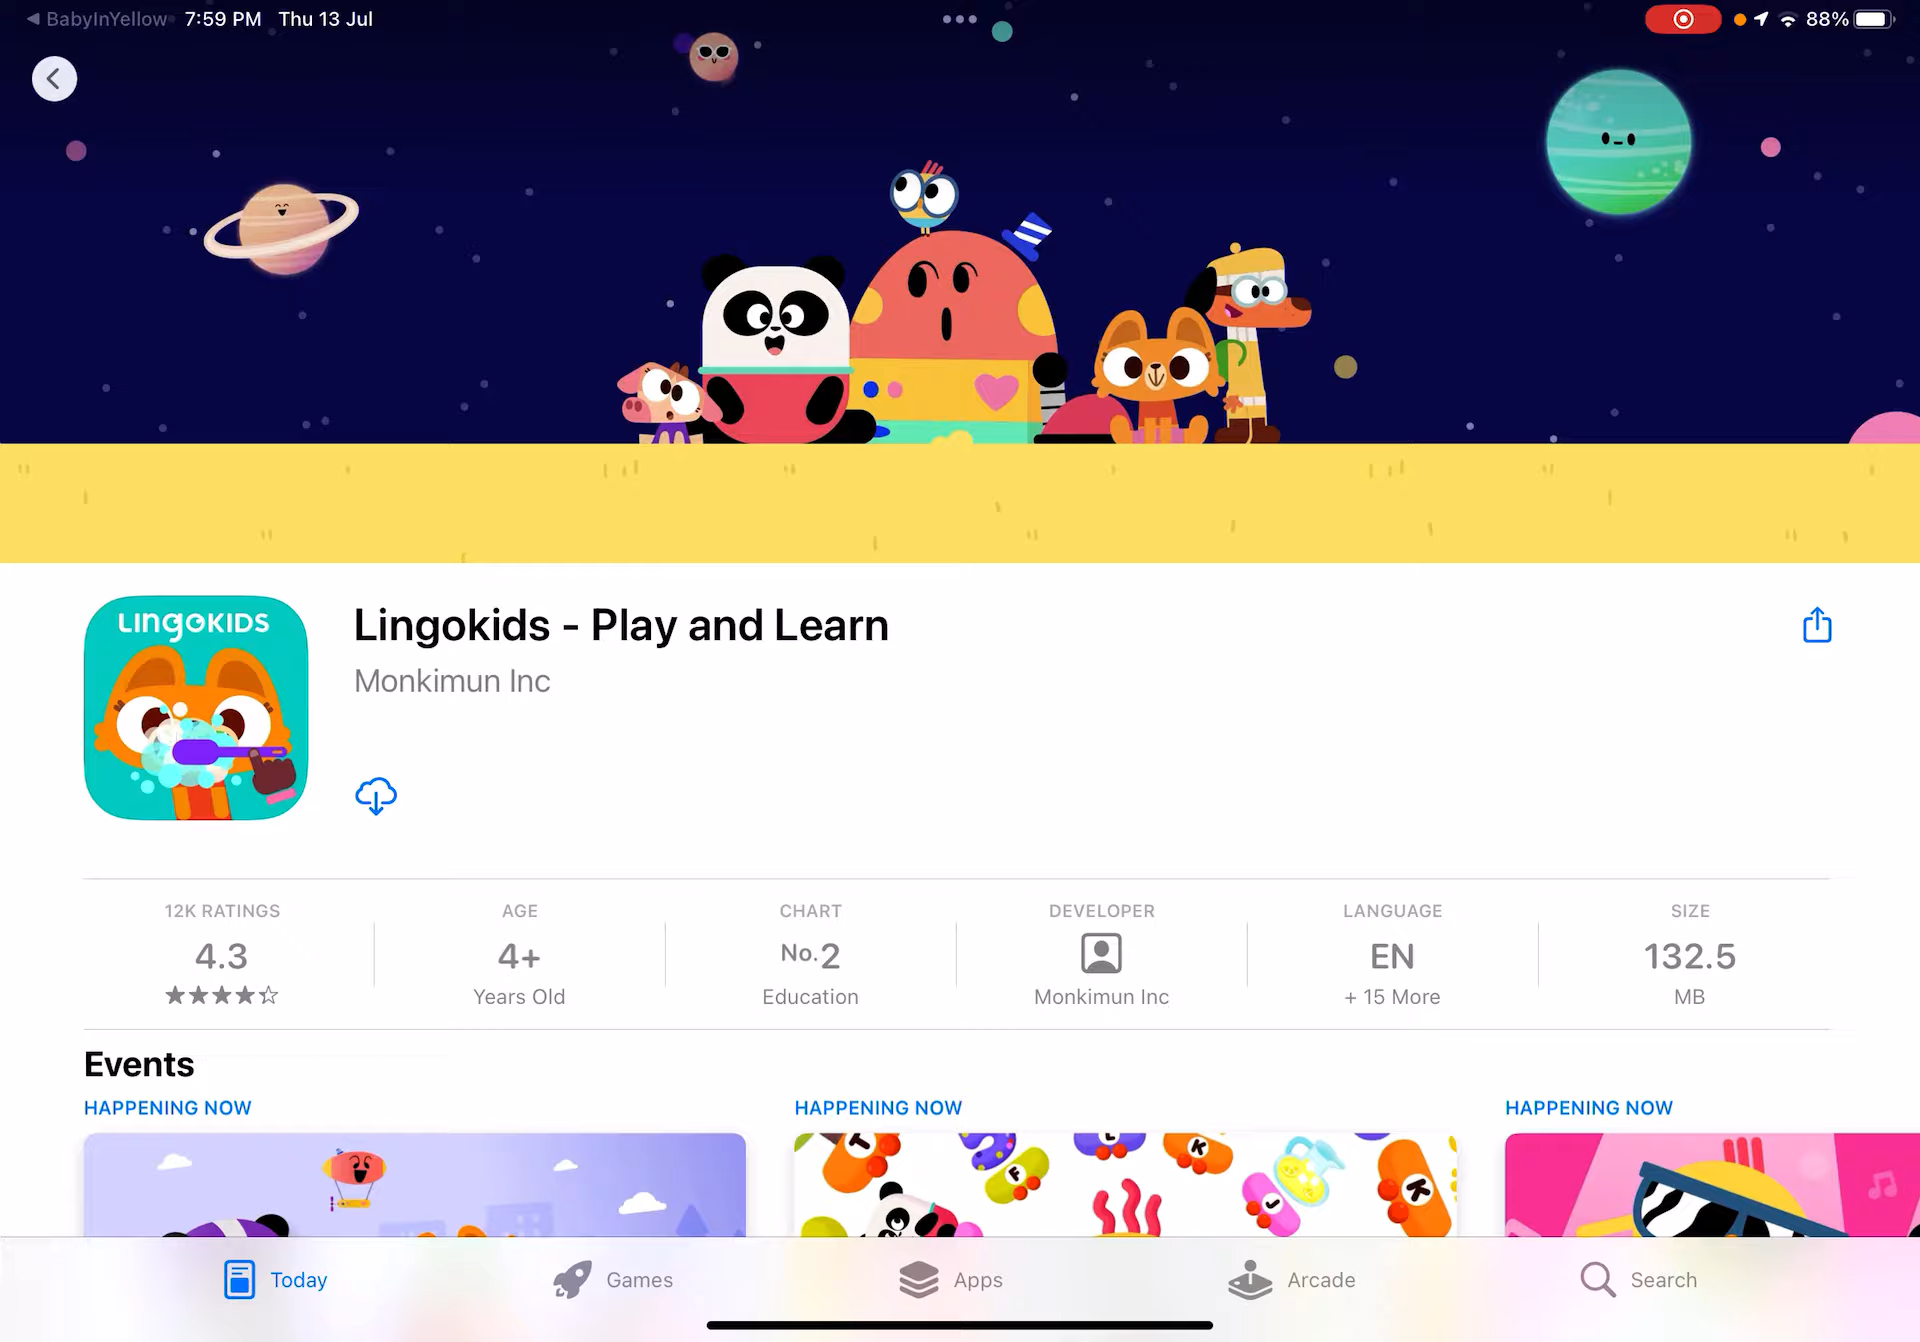 BabyInYellow 7:59 PM Thu 13 Jul
88%
LINGOKIDS
Lingokids - Play and Learn
Monkimun Inc
12K RATINGS
4.3
AGE
4+
Years Old
CHART
No.2
Education
DEVELOPER
Monkimun Inc
LANGUAGE
EN
+ 15 More
SIZE
132.5
MB
Events
HAPPENING NOW
HAPPENING NOW
HAPPENING NOW
T
F
L
K
J
K
Today
Games
Apps
Arcade
Search